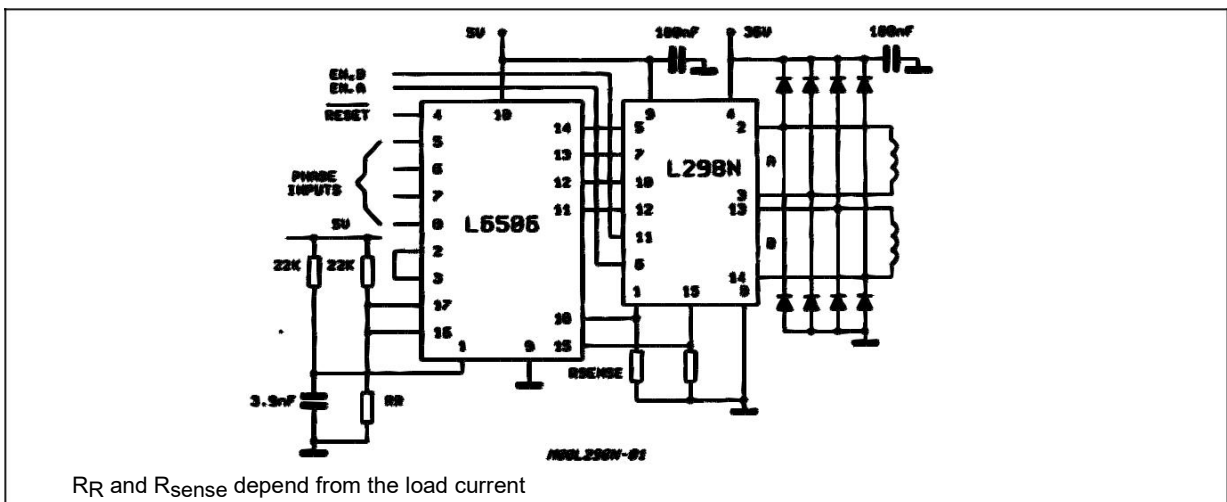 5V 100nF 36V 100nF
EN.B
EN.A
RESET 4 10 9 4
5 14 5 2
PHASE INPUTS 6 13 7 L298N A
7 12 10 3
8 L6506 11 12 13
5V 2 11 B
22K 22K 3 6 14
17 1 15 8
16 18
1 9 15 RSENSE
3.9nF RR
M00L298N-01
RR and Rsense depend from the load current